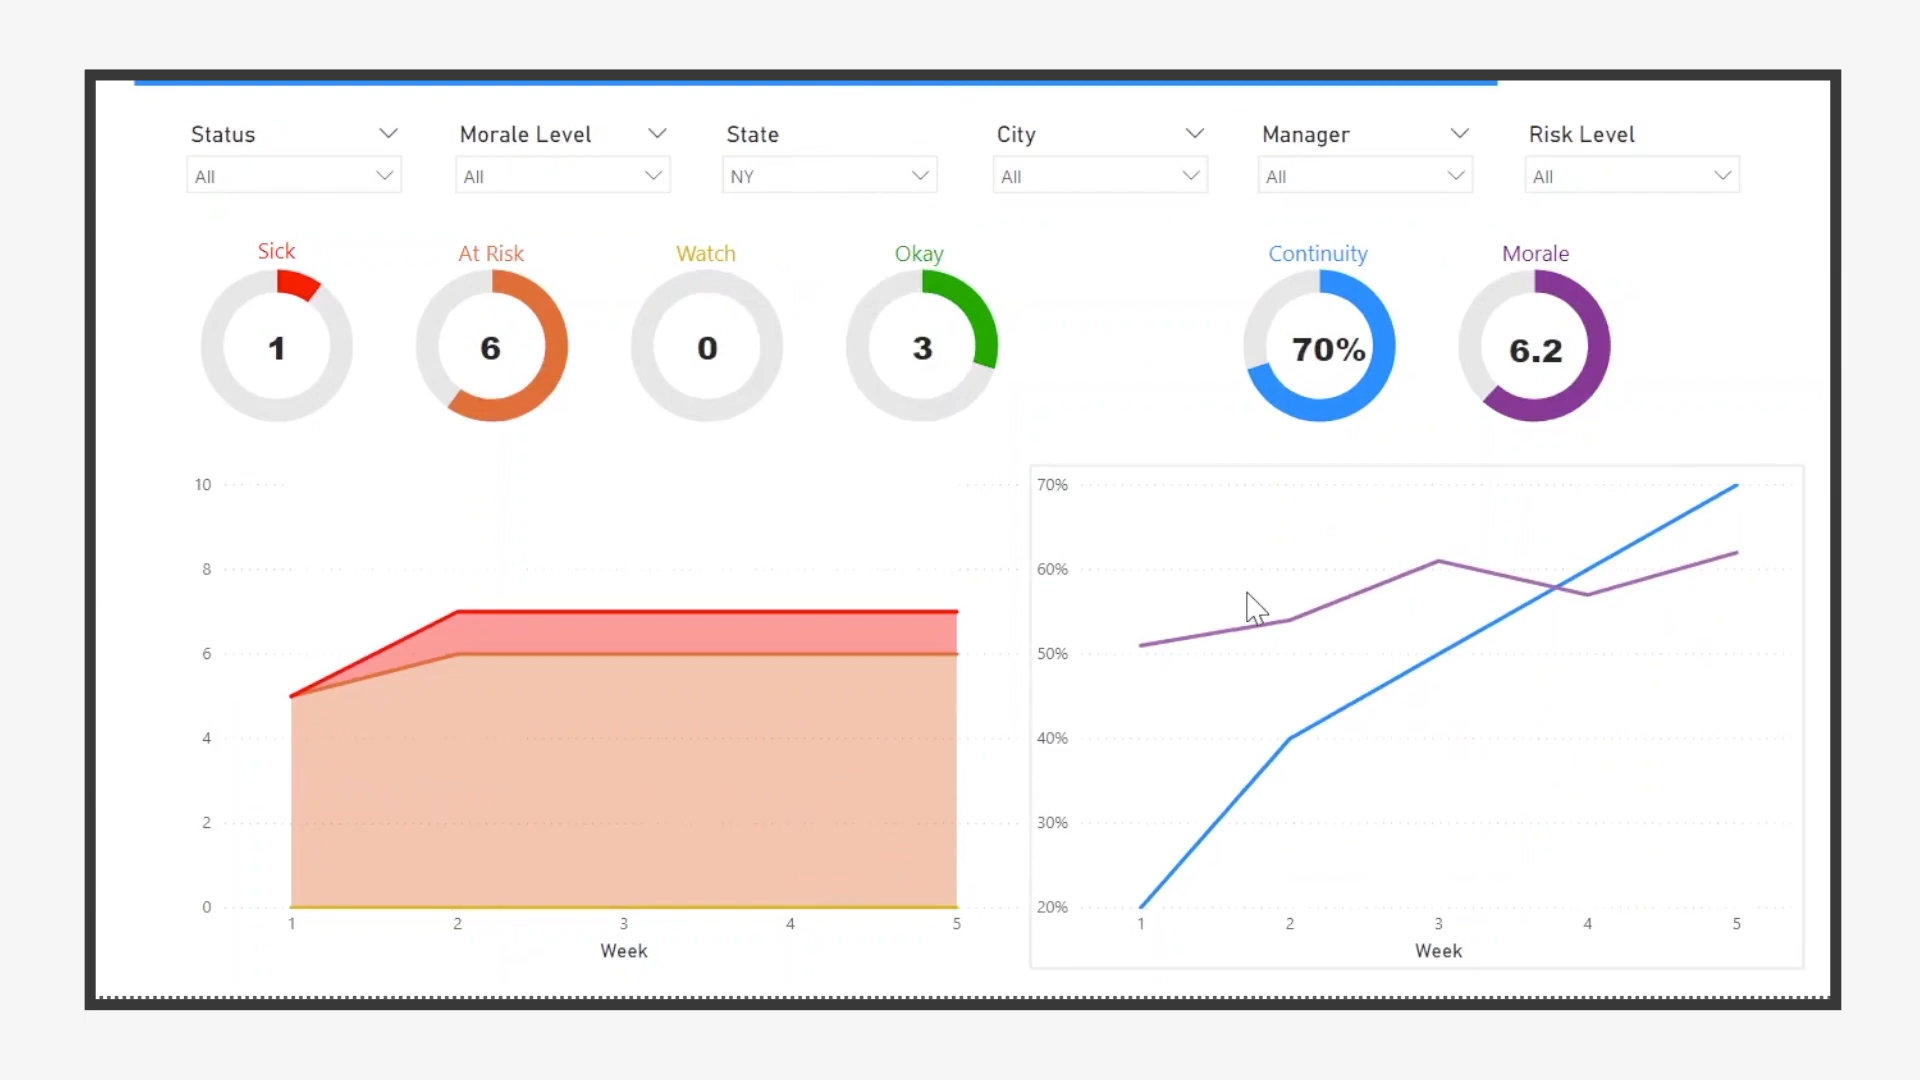 Status
Morale Level
State
City
Manager
Risk Level
All
All
NY
All
All
All
Sick
At Risk
Watch
Okay
Continuity
Morale
1
6
0
3
70%
6.2
10
8
6
4
2
0
1 2 3 4 5
Week
70%
60%
50%
40%
30%
20%
1 2 3 4 5
Week